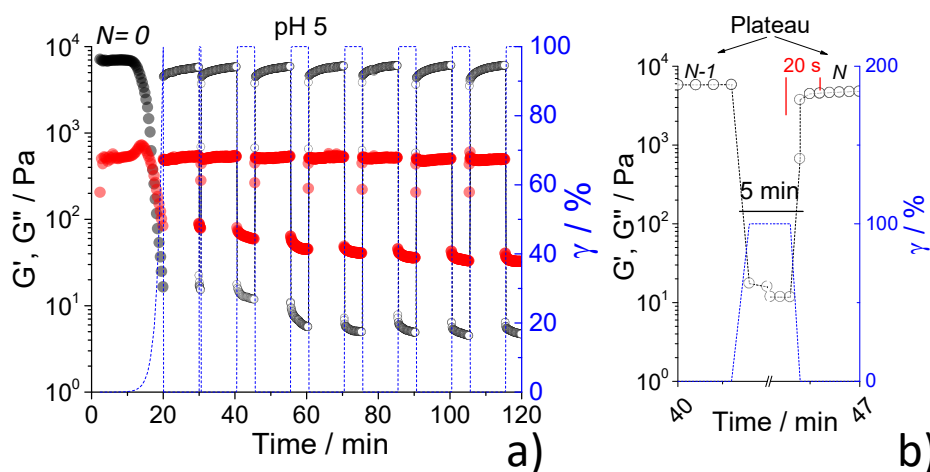 N= 0
pH 5
G', G'' / Pa
10⁴
10³
10²
10¹
10⁰
0 20 40 60 80 100 120
Time / min
100
80
60
40
20
0
γ / %
a)
Plateau
N-1
20 s
N
5 min
G', G'' / Pa
10⁴
10³
10²
10¹
10⁰
40 47
Time / min
200
100
0
γ / %
b)